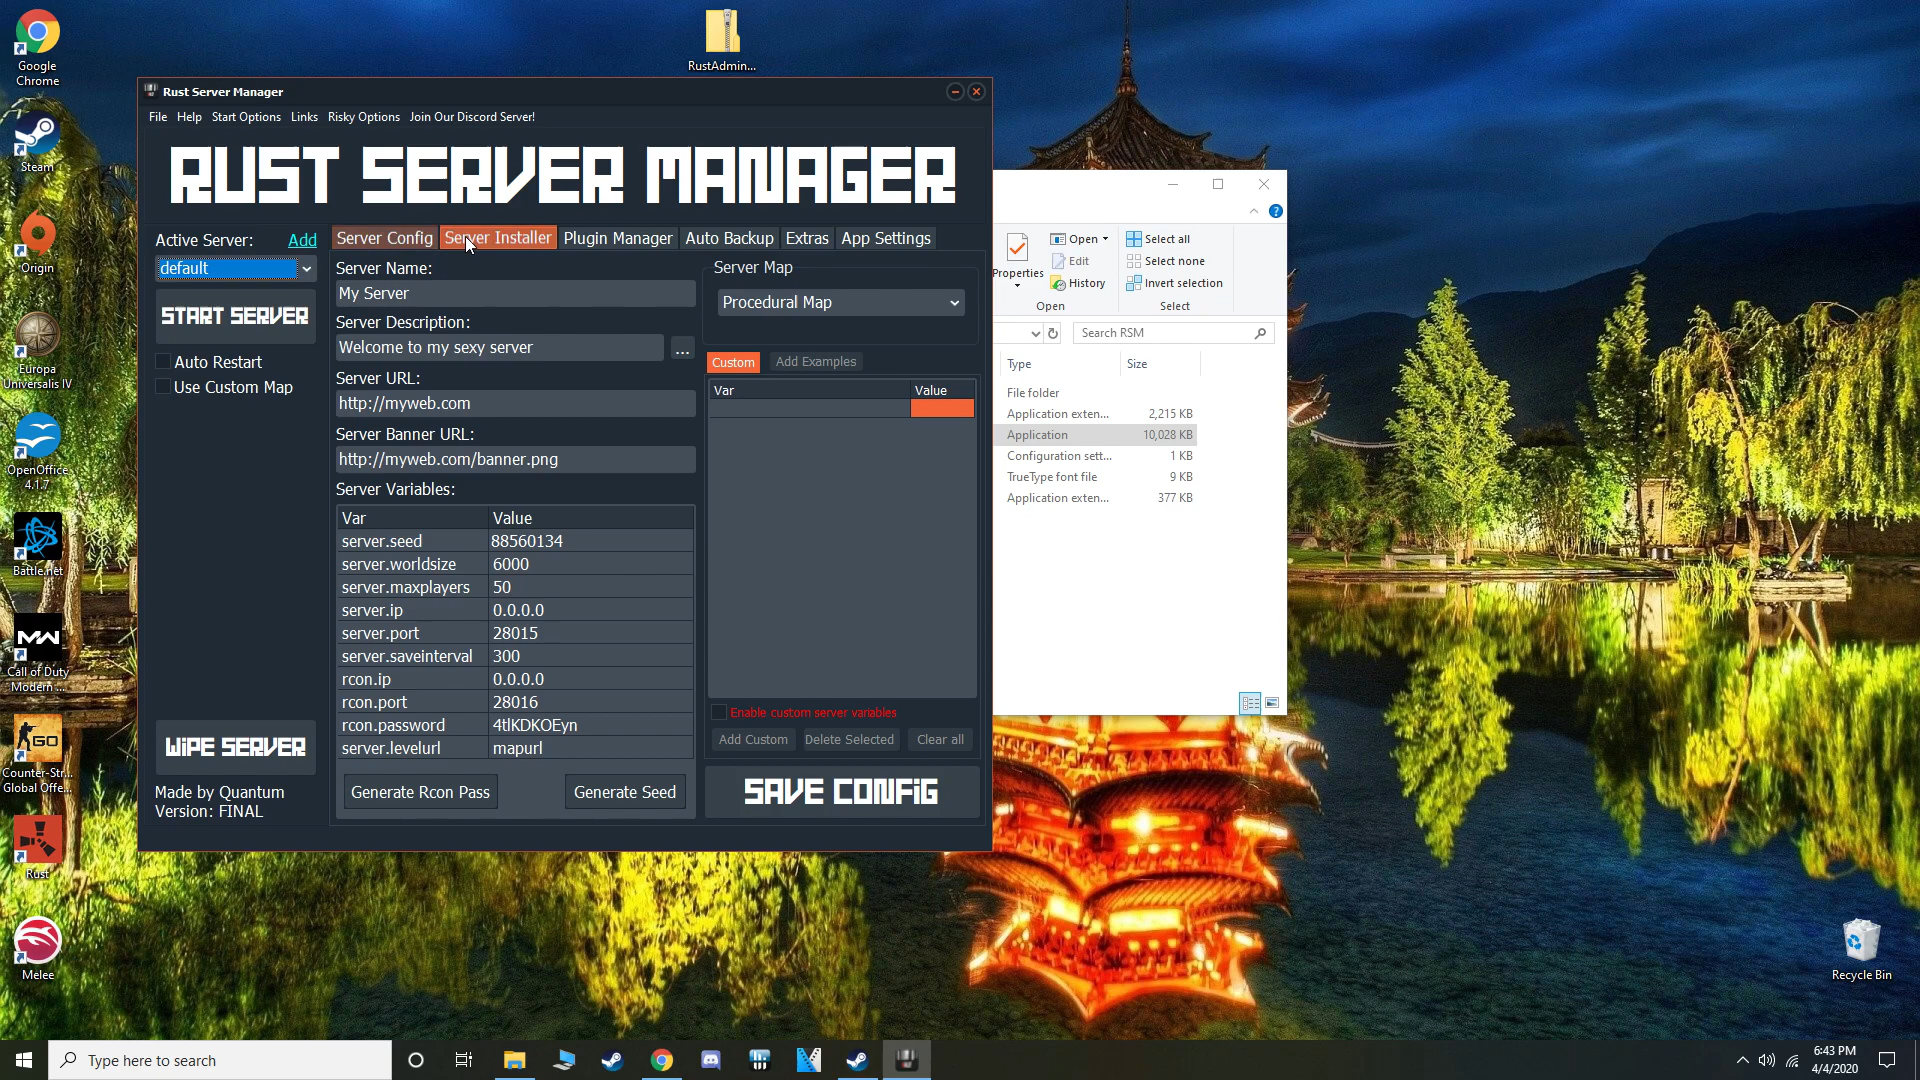 Google
Chrome
Steam
Origin
Europa
Universalis IV
OpenOffice
4.1.7
Battle.net
Call of Duty
Modern ...
Counter-Str...
Global Offe...
Rust
Melee
RustAdmin...
Rust Server Manager
File Help Start Options Links Risky Options Join Our Discord Server!
RUST SERVER MANAGER
Active Server: Add
default
START SERVER
Auto Restart
Use Custom Map
WIPE SERVER
Made by Quantum
Version: FINAL
Server Config Server Installer Plugin Manager Auto Backup Extras App Settings
Server Name:
My Server
Server Description:
Welcome to my sexy server
...
Server URL:
http://myweb.com
Server Banner URL:
http://myweb.com/banner.png
Server Variables:
Var Value
server.seed 88560134
server.worldsize 6000
server.maxplayers 50
server.ip 0.0.0.0
server.port 28015
server.saveinterval 300
rcon.ip 0.0.0.0
rcon.port 28016
rcon.password 4tlKDKOEyn
server.levelurl mapurl
Generate Rcon Pass Generate Seed
Server Map
Procedural Map
Custom Add Examples
Var Value
Enable custom server variables
Add Custom Delete Selected Clear all
SAVE CONFIG
Properties
Open
Edit
History
Open
Select all
Select none
Invert selection
Select
Search RSM
Type Size
File folder
Application exten... 2,215 KB
Application 10,028 KB
Configuration sett... 1 KB
TrueType font file 9 KB
Application exten... 377 KB
Recycle Bin
Type here to search
6:43 PM
4/4/2020